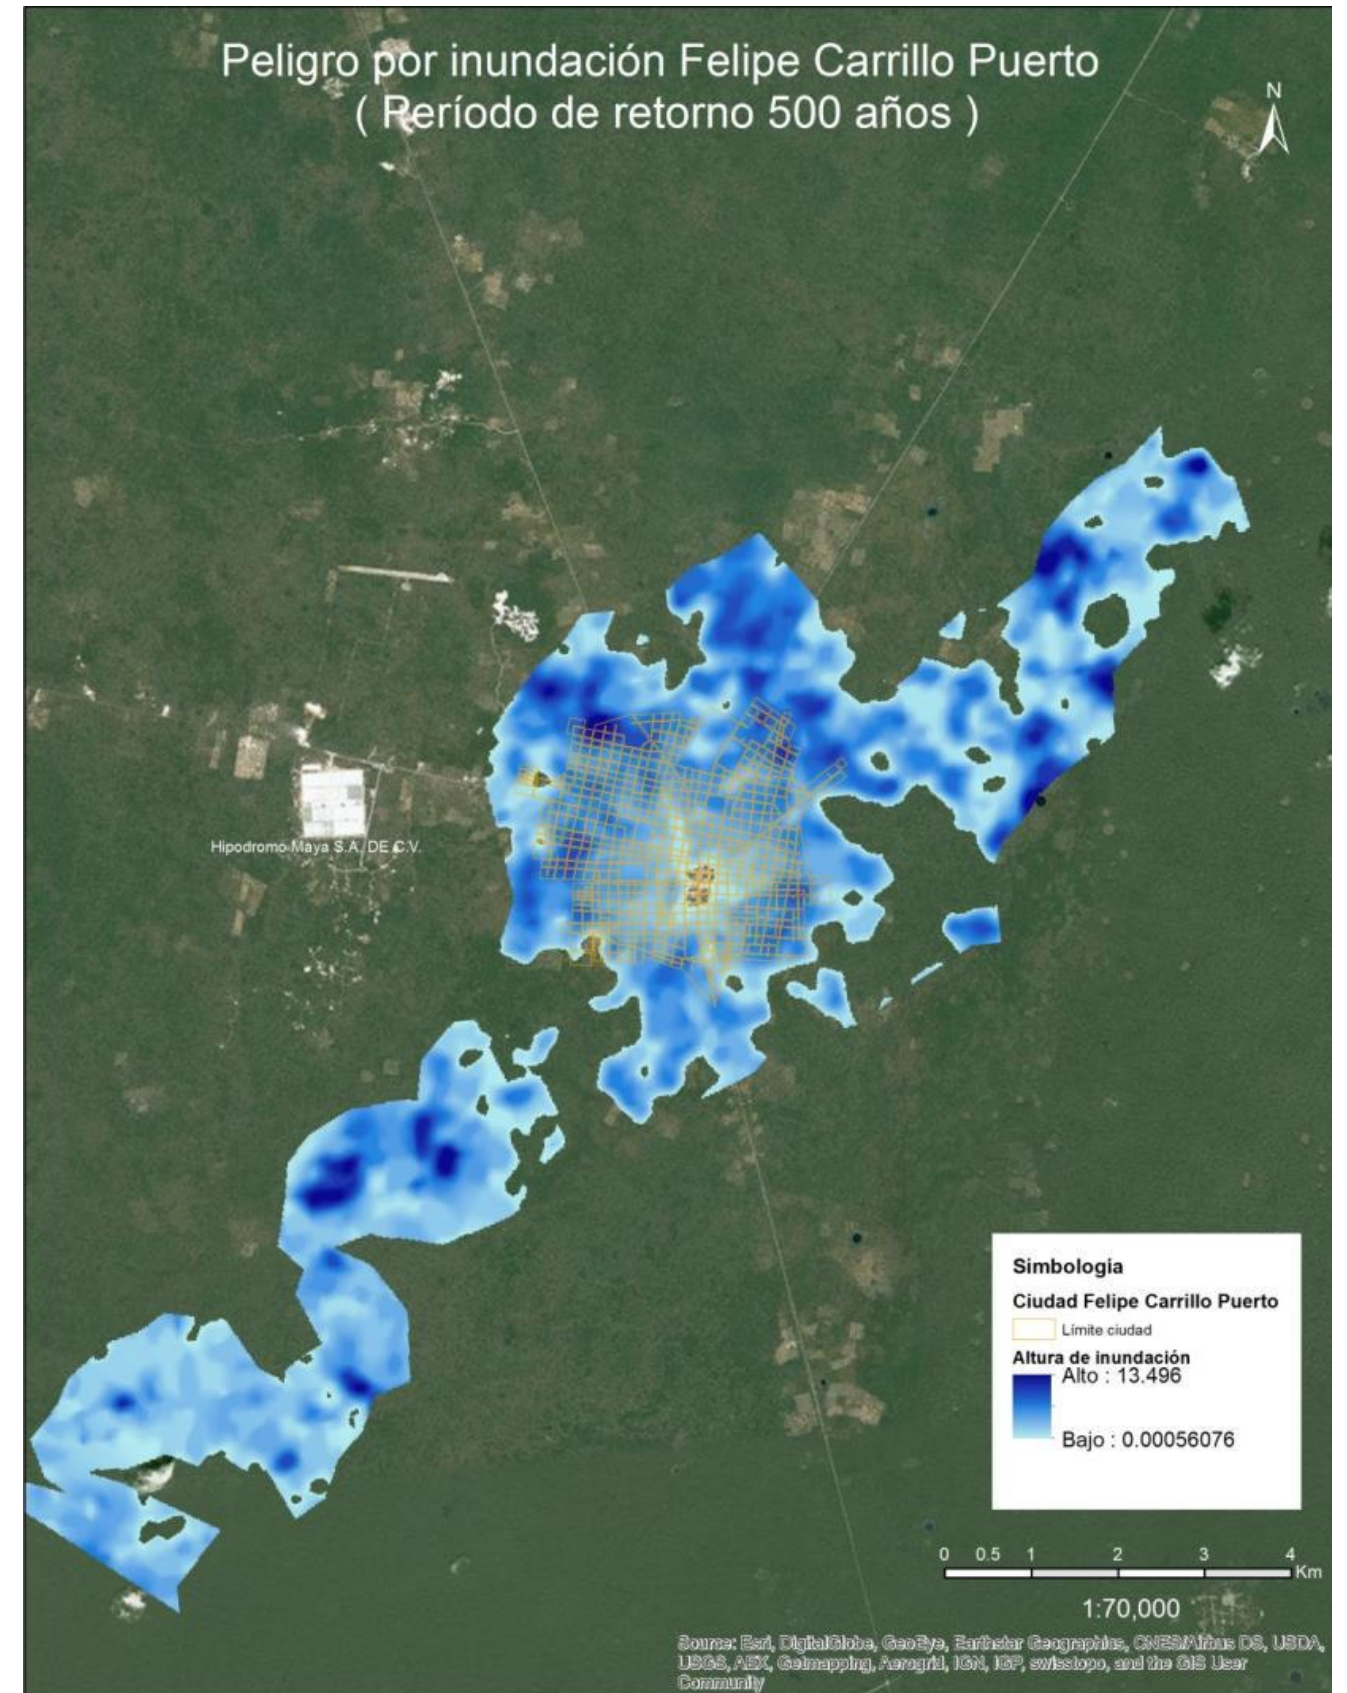 Peligro por inundación Felipe Carrillo Puerto
( Período de retorno 500 años )
N
Hipodromo Maya S.A. DE C.V.
Simbologia
Ciudad Felipe Carrillo Puerto
Límite ciudad
Altura de inundación
Alto : 13.496
Bajo : 0.00056076
0 0.5 1 2 3 4
Km
1:70,000
Source: Esri, DigitalGlobe, GeoEye, Earthstar Geographics, CNES/Airbus DS, USDA,
USGS, AEX, Getmapping, Aerogrid, IGN, IGP, swisstopo, and the GIS User
Community